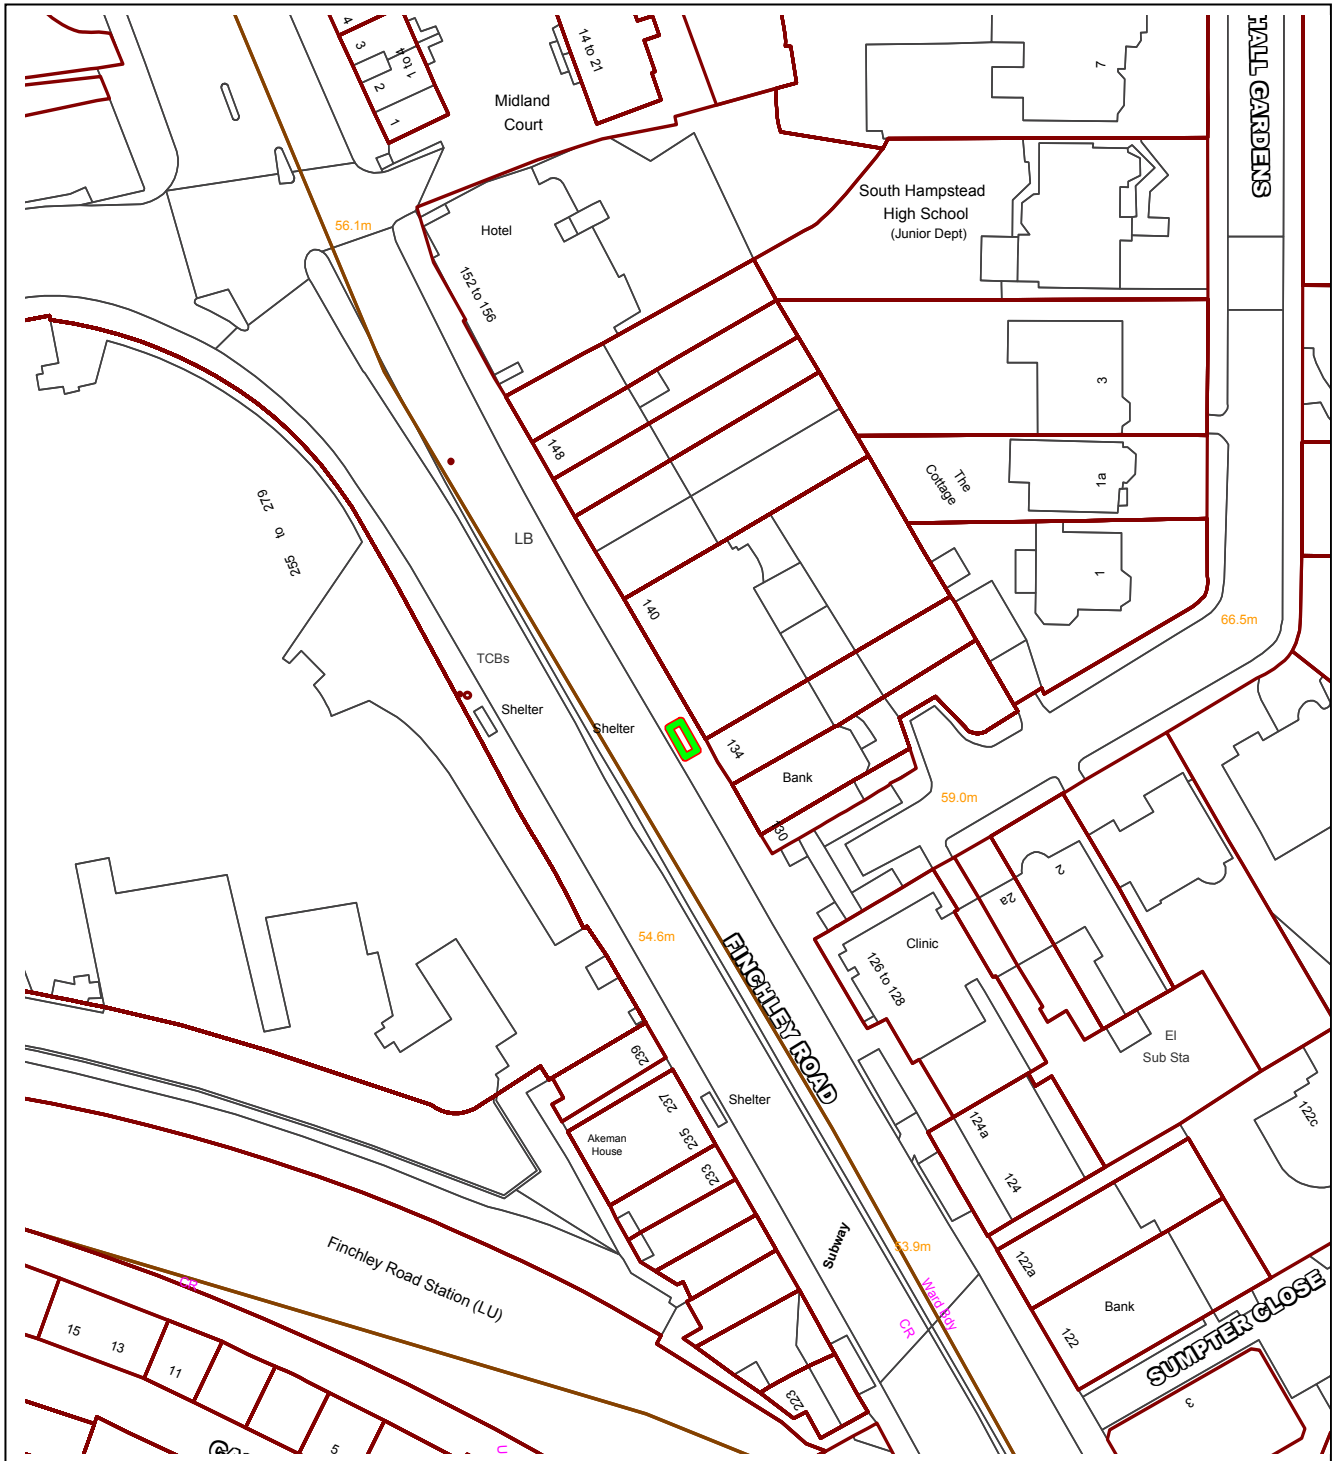 HALL GARDENS
4
3
2
1
1 to 4
14 to 21
Midland
Court
7
South Hampstead
High School
(Junior Dept)
56.1m
Hotel
152 to 156
3
148
The
Cottage
1a
255 to 279
LB
1
140
66.5m
TCBs
Shelter
Shelter
134
Bank
59.0m
130
2
2a
54.6m
FINCHLEY ROAD
Clinic
126 to 128
El
Sub Sta
239
237
Shelter
235
Akeman
House
233
124a
124
122c
Subway
53.9m
Finchley Road Station (LU)
CR
Ward Bdy
CR
122a
Bank
122
SUMPTER CLOSE
15
13
11
5
223
3
U